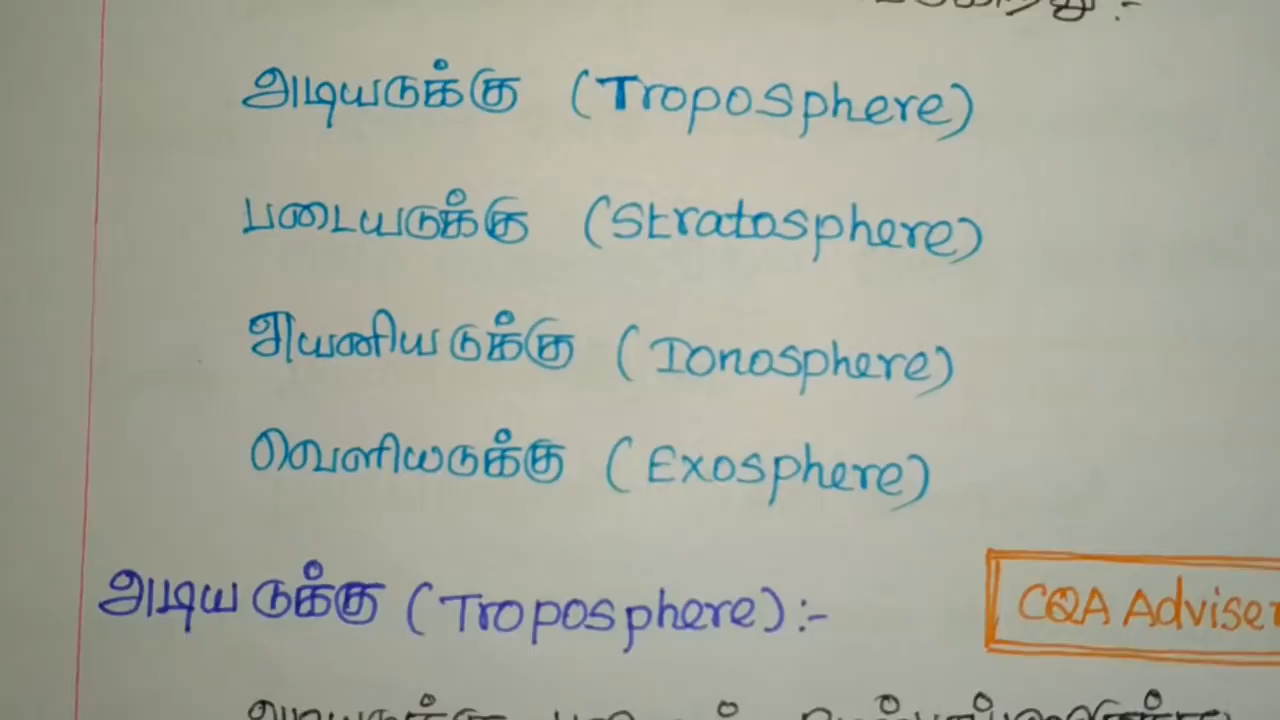 அடியடுக்கு (Troposphere)
படையடுக்கு (Stratosphere)
அயனியடுக்கு (Ionosphere)
வெளியடுக்கு (Exosphere)
அடியடுக்கு (Troposphere):-
CQA Adviser